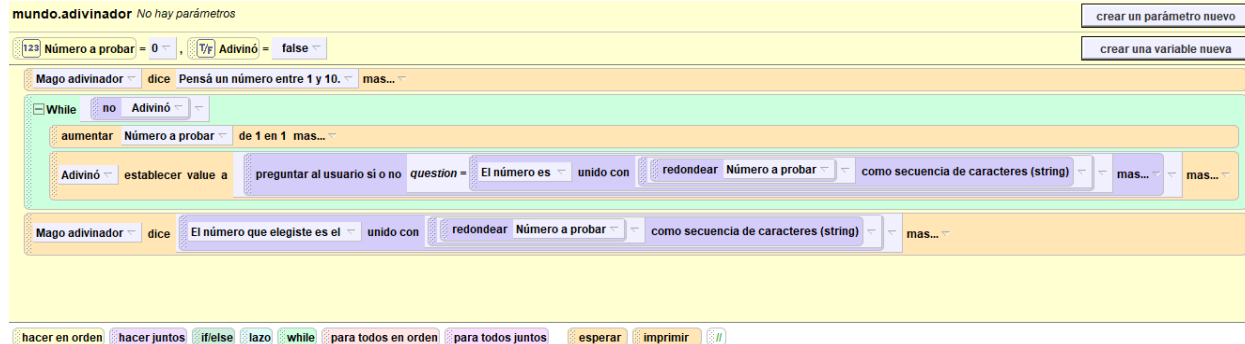 mundo.adivinador No hay parámetros
crear un parámetro nuevo
123 Número a probar = 0 , T/F Adivinó = false
crear una variable nueva
Mago adivinador dice Pensá un número entre 1 y 10. mas...
While no Adivinó
aumentar Número a probar de 1 en 1 mas...
Adivinó establecer value a preguntar al usuario sí o no question = El número es unido con redondear Número a probar como secuencia de caracteres (string) mas... mas...
Mago adivinador dice El número que elegiste es el unido con redondear Número a probar como secuencia de caracteres (string) mas...
hacer en orden hacer juntos if/else lazo while para todos en orden para todos juntos esperar imprimir //